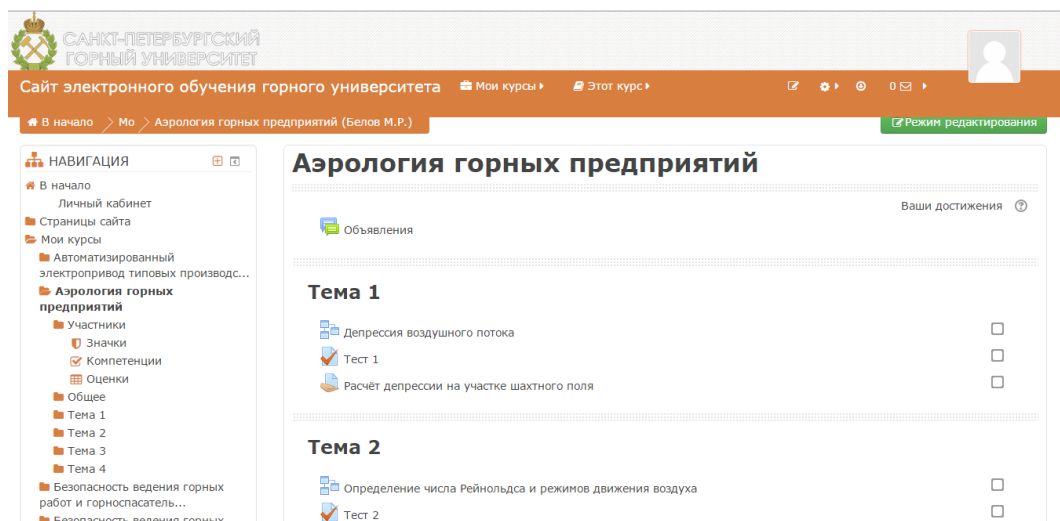 САНКТ-ПЕТЕРБУРГСКИЙ
ГОРНЫЙ УНИВЕРСИТЕТ
Сайт электронного обучения горного университета Мои курсы Этот курс 0
В начало Мо Аэрология горных предприятий (Белов М.Р.) Режим редактирования
НАВИГАЦИЯ
В начало
Личный кабинет
Страницы сайта
Мои курсы
Автоматизированный
электропривод типовых производс...
Аэрология горных
предприятий
Участники
Значки
Компетенции
Оценки
Общее
Тема 1
Тема 2
Тема 3
Тема 4
Безопасность ведения горных
работ и горноспасатель...
Безопасность ведения горных
Аэрология горных предприятий
Ваши достижения
Объявления
Тема 1
Депрессия воздушного потока
Тест 1
Расчёт депрессии на участке шахтного поля
Тема 2
Определение числа Рейнольдса и режимов движения воздуха
Тест 2